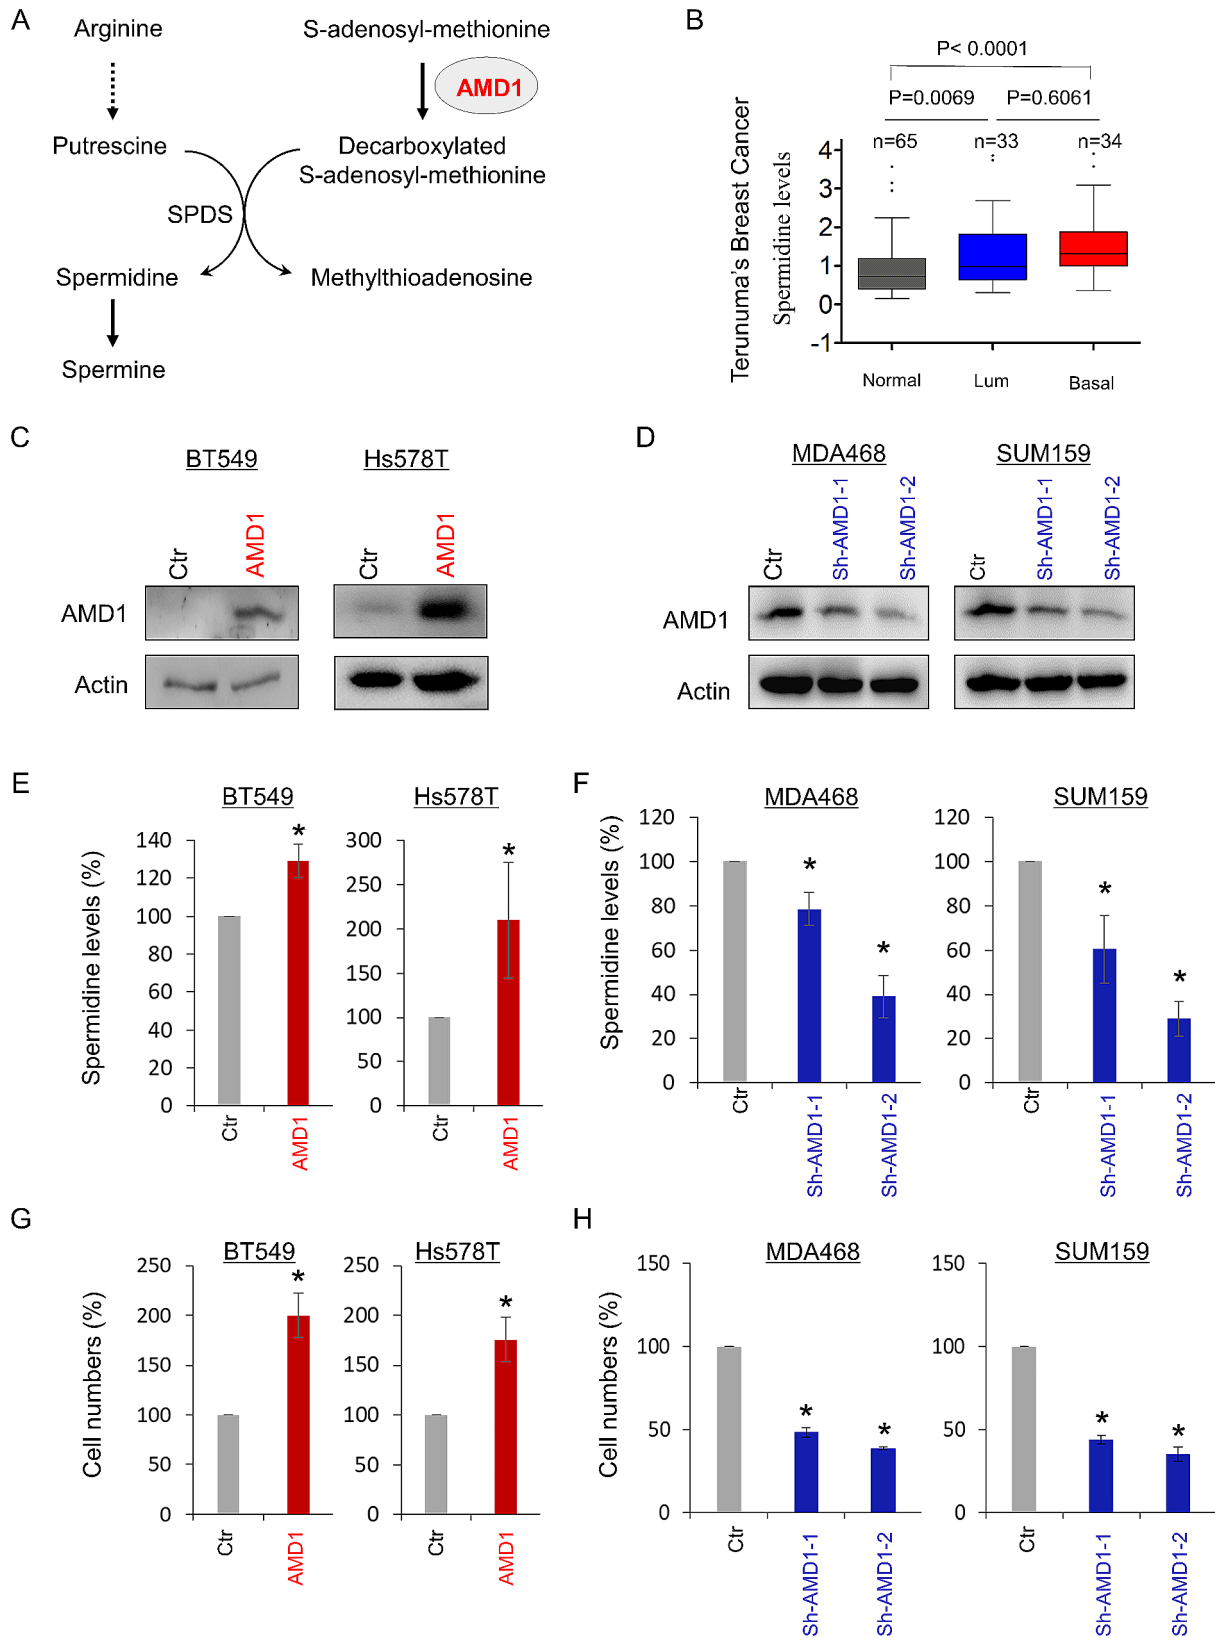 A
Arginine
S-adenosyl-methionine
AMD1
Putrescine
Decarboxylated
S-adenosyl-methionine
SPDS
Spermidine
Methylthioadenosine
Spermine
B
P< 0.0001
P=0.0069
P=0.6061
n=65
n=33
n=34
Terunuma's Breast Cancer
Spermidine levels
4
3
2
1
0
-1
Normal
Lum
Basal
C
BT549
Hs578T
Ctr
AMD1
Ctr
AMD1
AMD1
Actin
D
MDA468
SUM159
Ctr
Sh-AMD1-1
Sh-AMD1-2
Ctr
Sh-AMD1-1
Sh-AMD1-2
AMD1
Actin
E
BT549
Hs578T
Spermidine levels (%)
140
120
100
80
60
40
20
0
*
Ctr
AMD1
300
250
200
150
100
50
0
*
Ctr
AMD1
F
MDA468
SUM159
Spermidine levels (%)
120
100
80
60
40
20
0
*
*
Ctr
Sh-AMD1-1
Sh-AMD1-2
120
100
80
60
40
20
0
*
*
Ctr
Sh-AMD1-1
Sh-AMD1-2
G
BT549
Hs578T
Cell numbers (%)
250
200
150
100
50
0
*
Ctr
AMD1
250
200
150
100
50
0
*
Ctr
AMD1
H
MDA468
SUM159
Cell numbers (%)
150
100
50
0
*
*
Ctr
Sh-AMD1-1
Sh-AMD1-2
150
100
50
0
*
*
Ctr
Sh-AMD1-1
Sh-AMD1-2